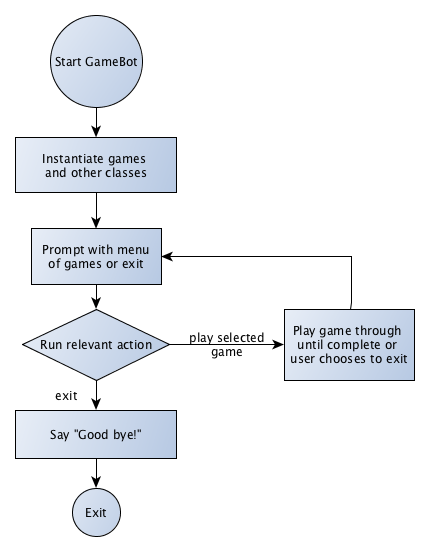 Start GameBot
Instantiate games
and other classes
Prompt with menu
of games or exit
Run relevant action
play selected
game
Play game through
until complete or
user chooses to exit
exit
Say "Good bye!"
Exit